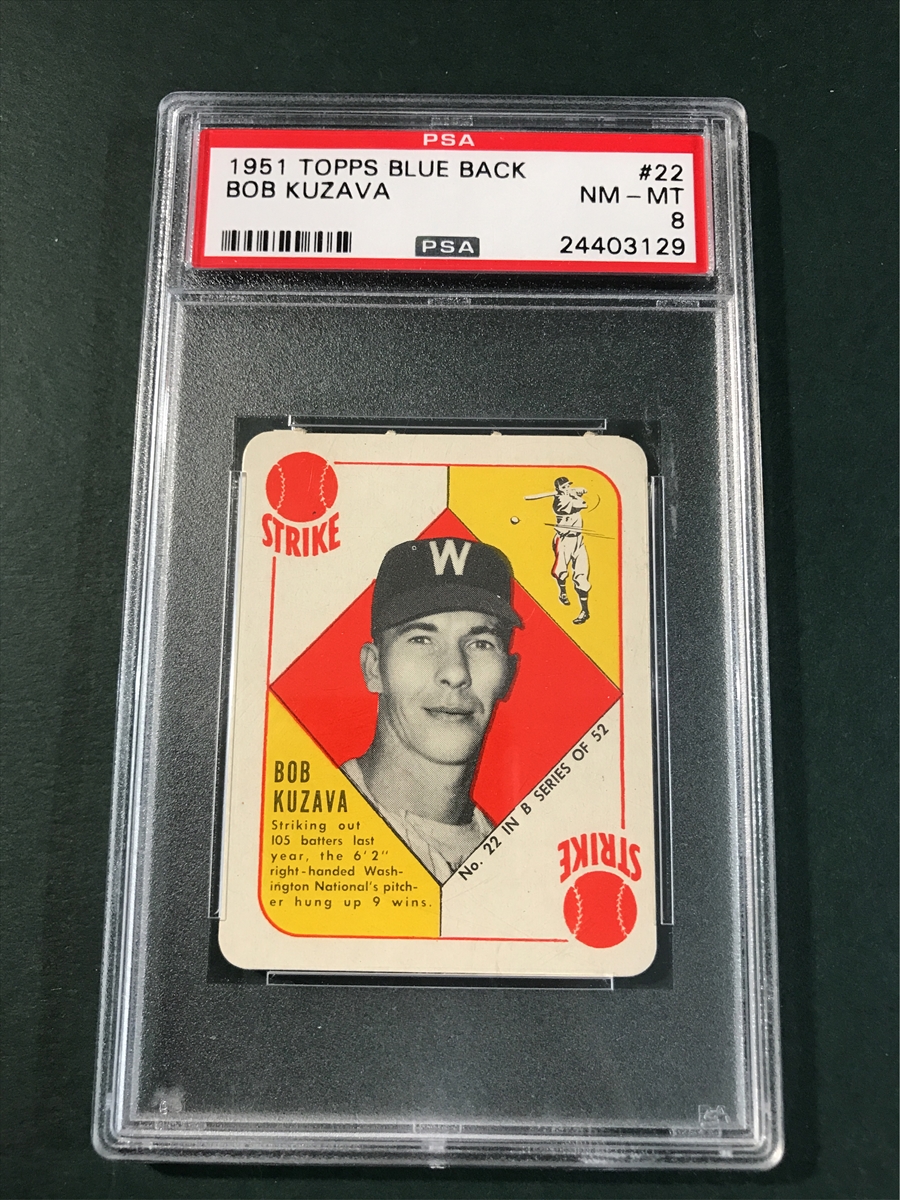 PSA
1951 TOPPS BLUE BACK #22
BOB KUZAVA NM-MT
8
PSA 24403129
STRIKE
W
BOB
KUZAVA
Striking out
105 batters last
year, the 6'2"
right-handed Wash-
ington National's pitch-
er hung up 9 wins.
No. 22 IN B SERIES OF 52
STRIKE